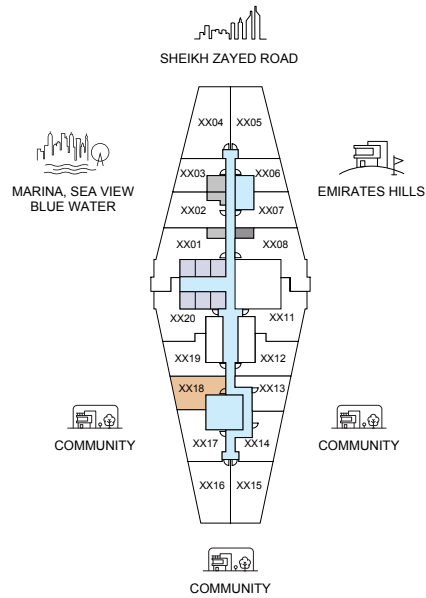 SHEIKH ZAYED ROAD
XX04 XX05
MARINA, SEA VIEW
BLUE WATER
EMIRATES HILLS
XX03 XX06
XX02 XX07
XX01 XX08
XX20 XX11
XX19 XX12
XX18 XX13
COMMUNITY
COMMUNITY
XX17 XX14
XX16 XX15
COMMUNITY